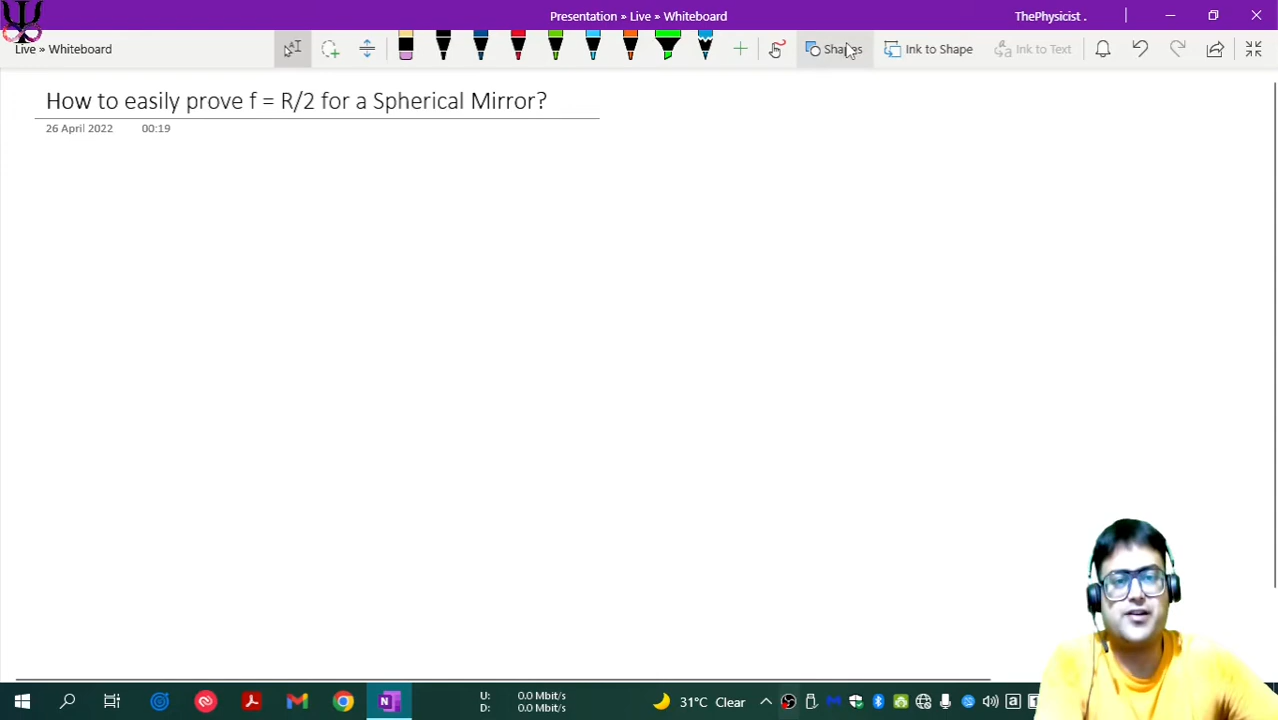 Presentation » Live » Whiteboard
ThePhysicist .
Live » Whiteboard
Shapes
Ink to Shape
Ink to Text
How to easily prove f = R/2 for a Spherical Mirror?
26 April 2022 00:19
U: 0.0 Mbit/s
D: 0.0 Mbit/s
31°C Clear